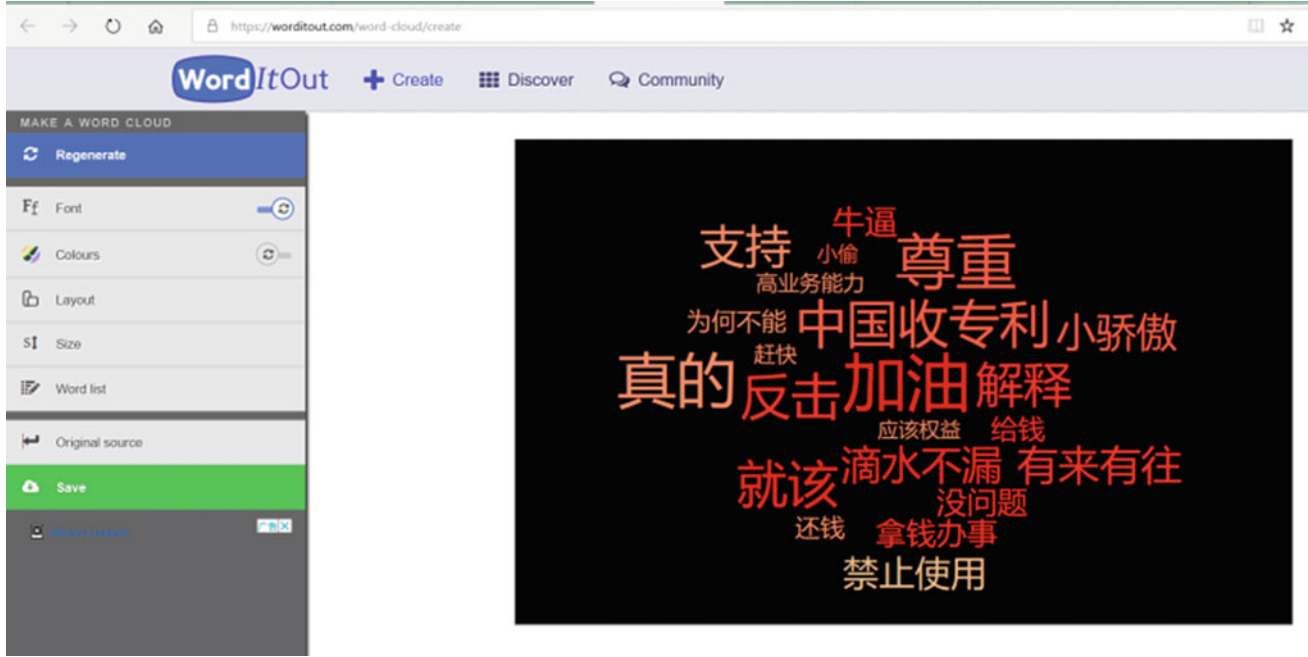 https://worditout.com/word-cloud/create
WordItOut
Create
Discover
Community
MAKE A WORD CLOUD
Regenerate
Ff Font
Colours
Layout
SI Size
Word list
Original source
Save
广告
牛逼
支持 小偷 尊重
高业务能力
为何不能 中国收专利 小骄傲
赶快
真的 反击 加油 解释
应该权益 给钱
就该 滴水不漏 有来有往
没问题
还钱 拿钱办事
禁止使用